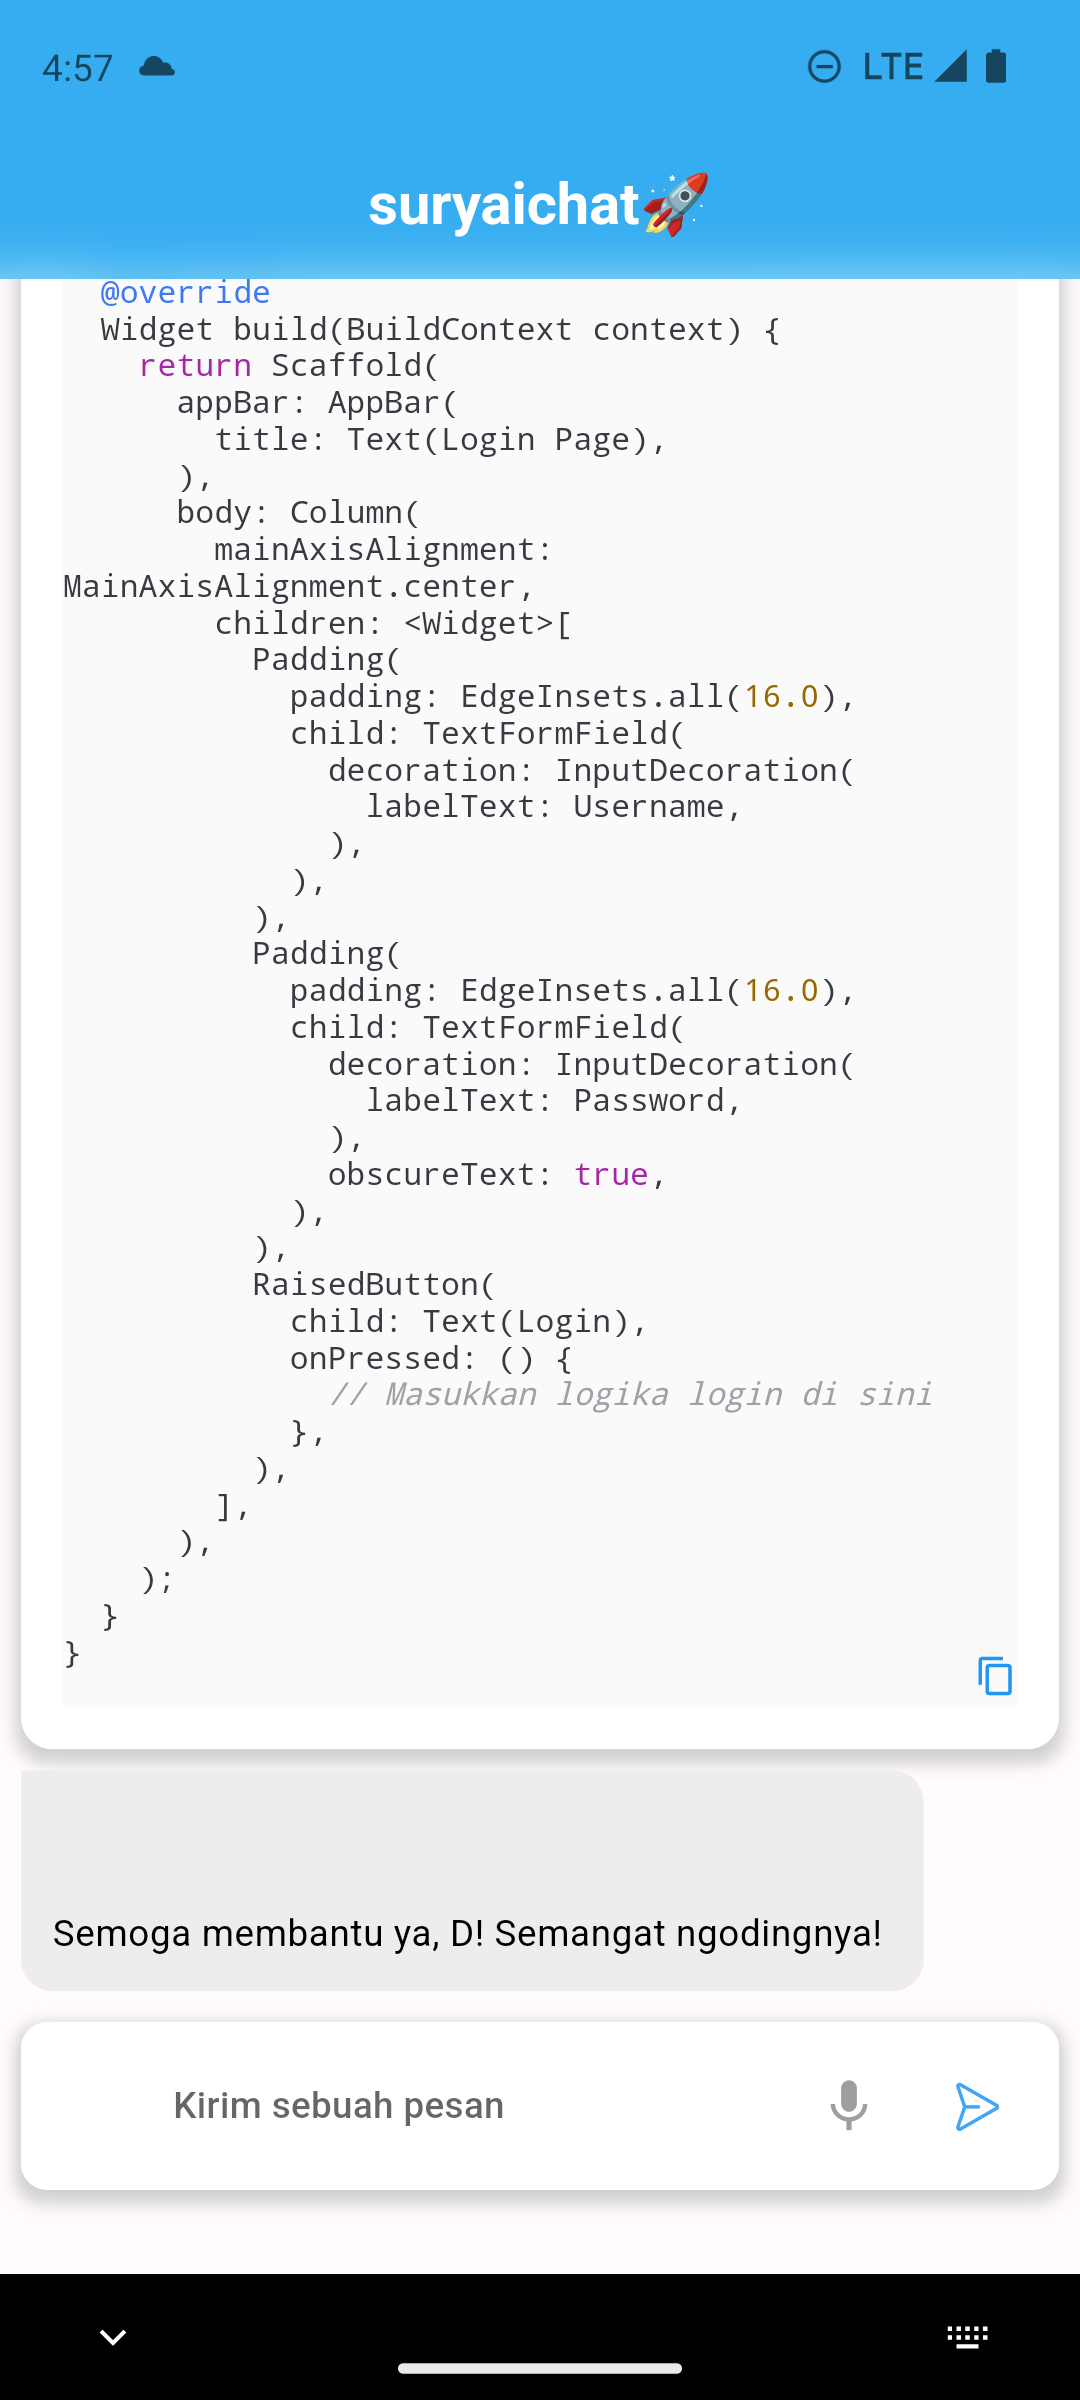 4:57 LTE
suryaichat🚀
@override
Widget build(BuildContext context) {
return Scaffold(
appBar: AppBar(
title: Text(Login Page),
),
body: Column(
mainAxisAlignment:
MainAxisAlignment.center,
children: <Widget>[
Padding(
padding: EdgeInsets.all(16.0),
child: TextFormField(
decoration: InputDecoration(
labelText: Username,
),
),
),
Padding(
padding: EdgeInsets.all(16.0),
child: TextFormField(
decoration: InputDecoration(
labelText: Password,
),
obscureText: true,
),
),
RaisedButton(
child: Text(Login),
onPressed: () {
// Masukkan logika login di sini
},
),
],
),
);
}
}
Semoga membantu ya, D! Semangat ngodingnya!
Kirim sebuah pesan